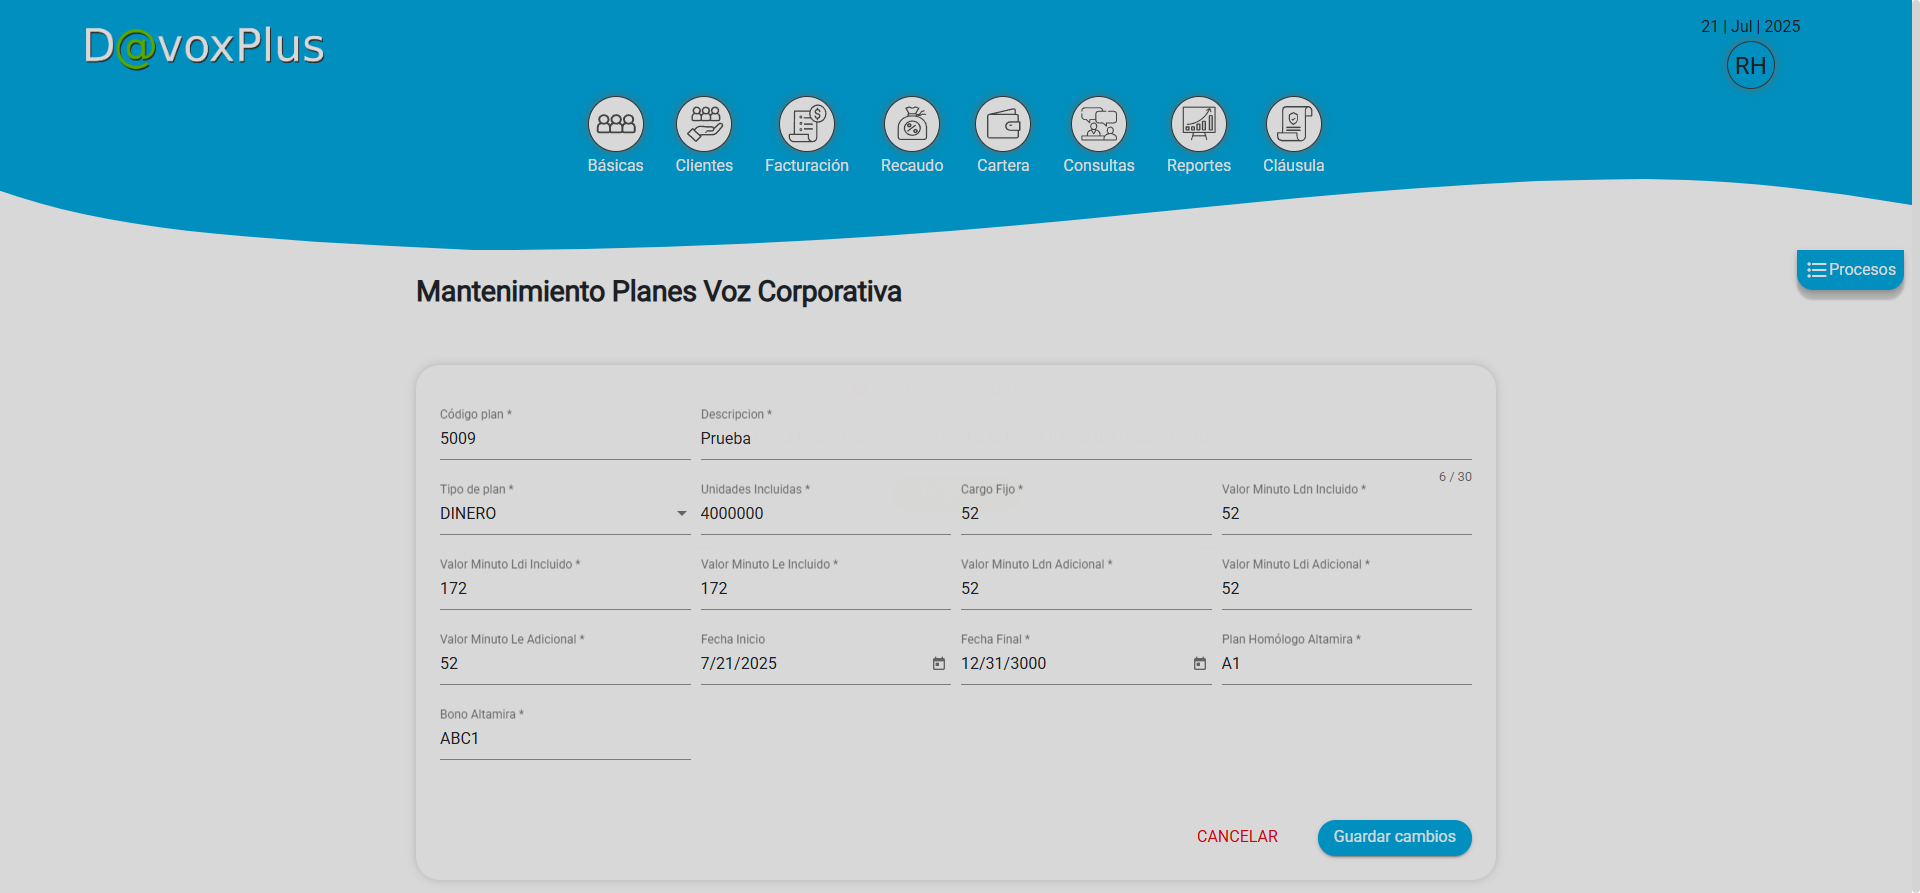 D@voxPlus
21 | Jul | 2025
RH
Básicas
Clientes
Facturación
Recaudo
Cartera
Consultas
Reportes
Cláusula
Procesos
Mantenimiento Planes Voz Corporativa
Código plan *
5009
Descripcion *
Prueba
6 / 30
Tipo de plan *
DINERO
Unidades Incluidas *
4000000
Cargo Fijo *
52
Valor Minuto Ldn Incluido *
52
Valor Minuto Ldi Incluido *
172
Valor Minuto Le Incluido *
172
Valor Minuto Ldn Adicional *
52
Valor Minuto Ldi Adicional *
52
Valor Minuto Le Adicional *
52
Fecha Inicio
7/21/2025
Fecha Final *
12/31/3000
Plan Homólogo Altamira *
A1
Bono Altamira *
ABC1
CANCELAR
Guardar cambios